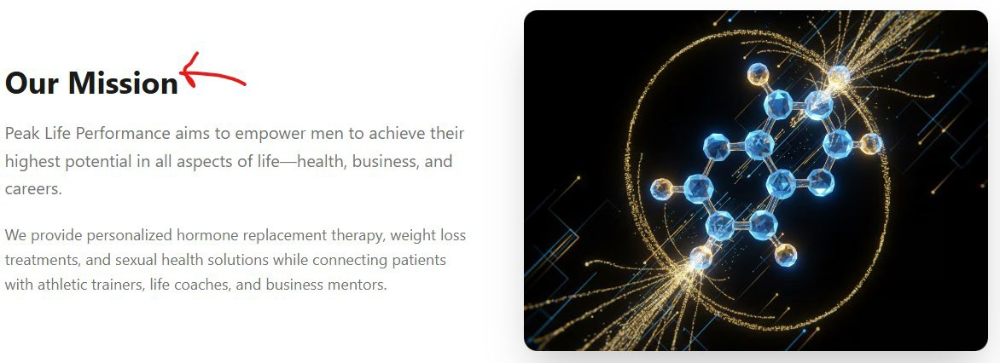 Our Mission
Peak Life Performance aims to empower men to achieve their
highest potential in all aspects of life—health, business, and
careers.
We provide personalized hormone replacement therapy, weight loss
treatments, and sexual health solutions while connecting patients
with athletic trainers, life coaches, and business mentors.